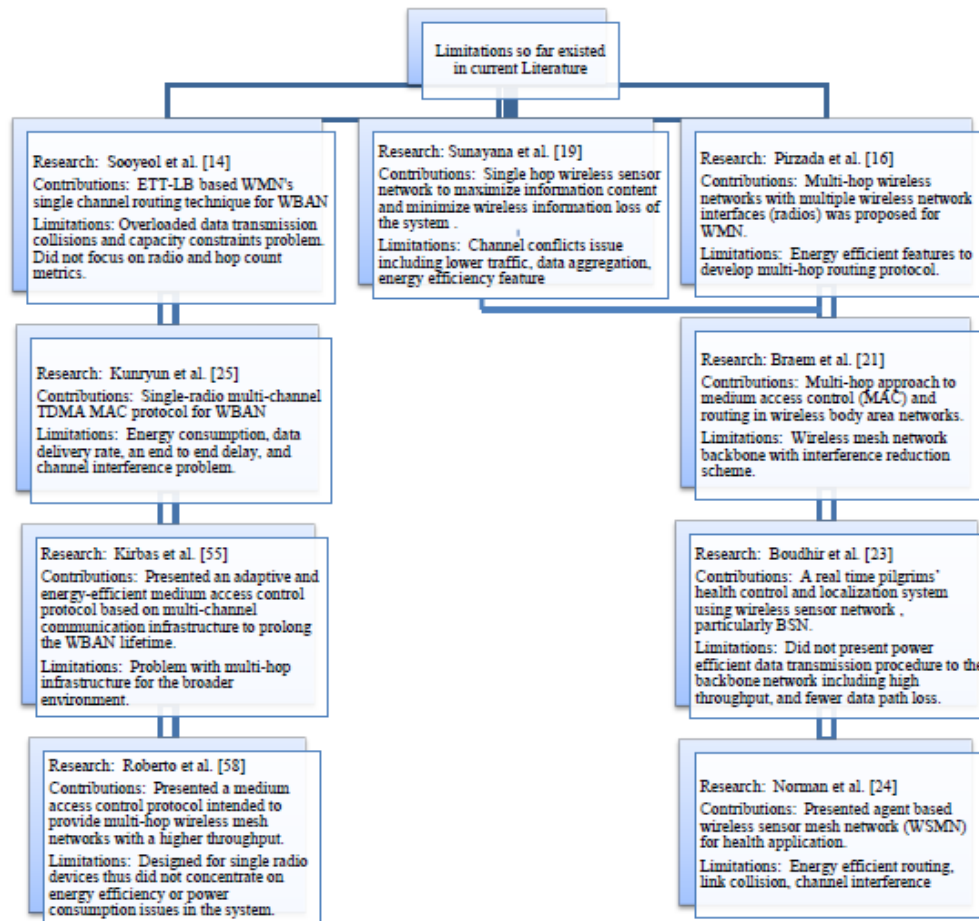 Limitations so far existed
in current Literature
Research: Sooyeol et al. [14]
Contributions: ETT-LB based WMN's
single channel routing technique for WBAN
Limitations: Overloaded data transmission
collisions and capacity constraints problem.
Did not focus on radio and hop count
metrics.
Research: Sunayana et al. [19]
Contributions: Single hop wireless sensor
network to maximize information content
and minimize wireless information loss of
the system .
Limitations: Channel conflicts issue
including lower traffic, data aggregation,
energy efficiency feature
Research: Pirzada et al. [16]
Contributions: Multi-hop wireless
networks with multiple wireless network
interfaces (radios) was proposed for
WMN.
Limitations: Energy efficient features to
develop multi-hop routing protocol.
Research: Kunryun et al. [25]
Contributions: Single-radio multi-channel
TDMA MAC protocol for WBAN
Limitations: Energy consumption, data
delivery rate, an end to end delay, and
channel interference problem.
Research: Braem et al. [21]
Contributions: Multi-hop approach to
medium access control (MAC) and
routing in wireless body area networks.
Limitations: Wireless mesh network
backbone with interference reduction
scheme.
Research: Kirbas et al. [55]
Contributions: Presented an adaptive and
energy-efficient medium access control
protocol based on multi-channel
communication infrastructure to prolong
the WBAN lifetime.
Limitations: Problem with multi-hop
infrastructure for the broader
environment.
Research: Boudhir et al. [23]
Contributions: A real time pilgrims'
health control and localization system
using wireless sensor network ,
particularly BSN.
Limitations: Did not present power
efficient data transmission procedure to the
backbone network including high
throughput, and fewer data path loss.
Research: Roberto et al. [58]
Contributions: Presented a medium
access control protocol intended to
provide multi-hop wireless mesh
networks with a higher throughput.
Limitations: Designed for single radio
devices thus did not concentrate on
energy efficiency or power
consumption issues in the system.
Research: Norman et al. [24]
Contributions: Presented agent based
wireless sensor mesh network (WSMN)
for health application.
Limitations: Energy efficient routing,
link collision, channel interference